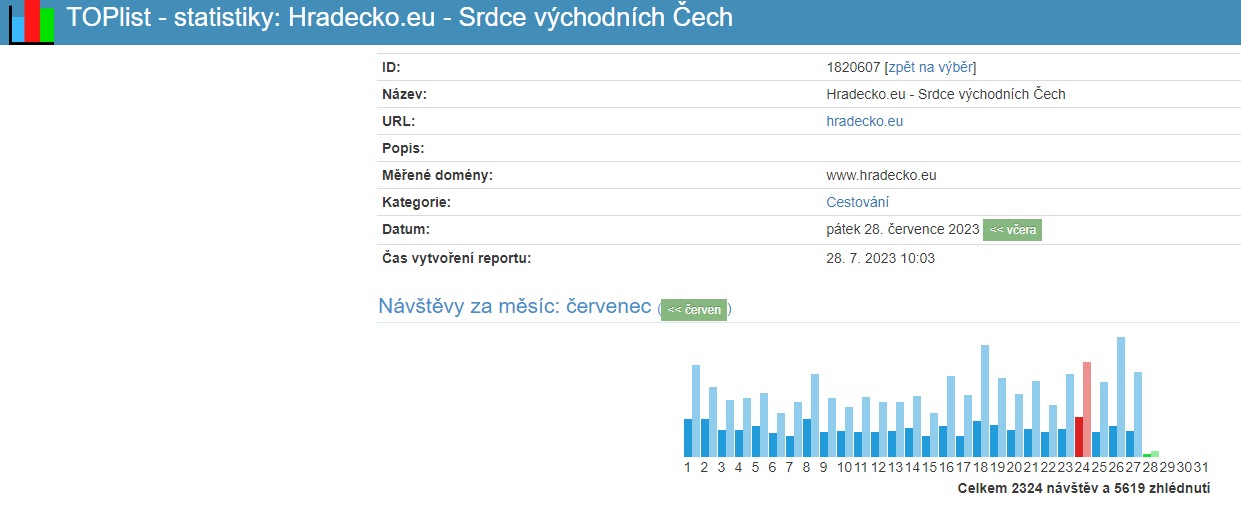 TOPlist - statistiky: Hradecko.eu - Srdce východních Čech
ID: 1820607 [zpět na výběr]
Název: Hradecko.eu - Srdce východních Čech
URL: hradecko.eu
Popis:
Měřené domény: www.hradecko.eu
Kategorie: Cestování
Datum: pátek 28. července 2023 << včera
Čas vytvoření reportu: 28. 7. 2023 10:03
Návštěvy za měsíc: červenec (<< červen)
1 2 3 4 5 6 7 8 9 10 11 12 13 14 15 16 17 18 19 20 21 22 23 24 25 26 27 28 29 30 31
Celkem 2324 návštěv a 5619 zhlédnutí